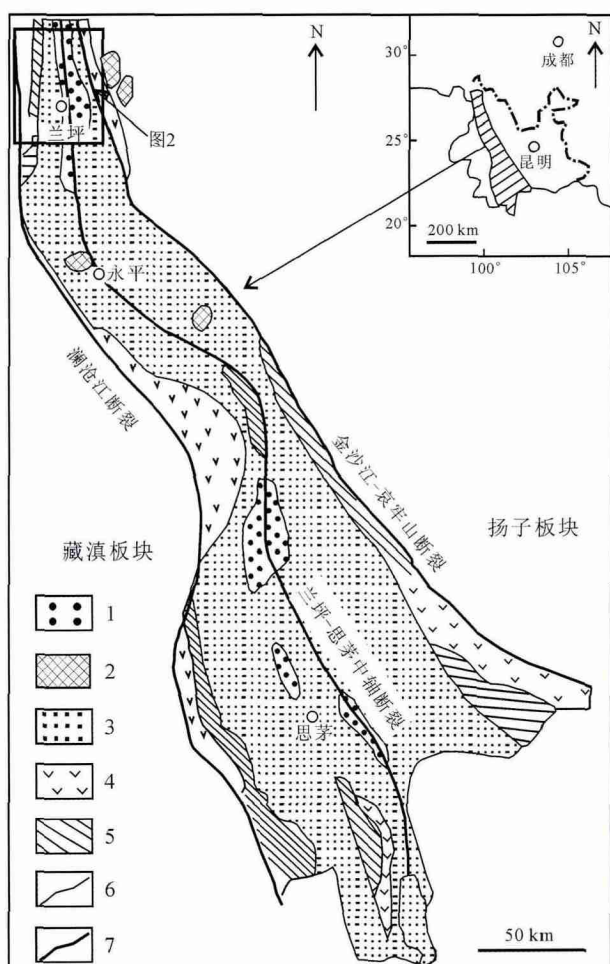 N
N
30°
25°
20°
成都
昆明
200 km
100°
105°
兰坪
图2
永平
澜沧江断裂
金沙江-哀牢山断裂
藏滇板块
扬子板块
兰坪-思茅中轴断裂
思茅
1
2
3
4
5
6
7
50 km